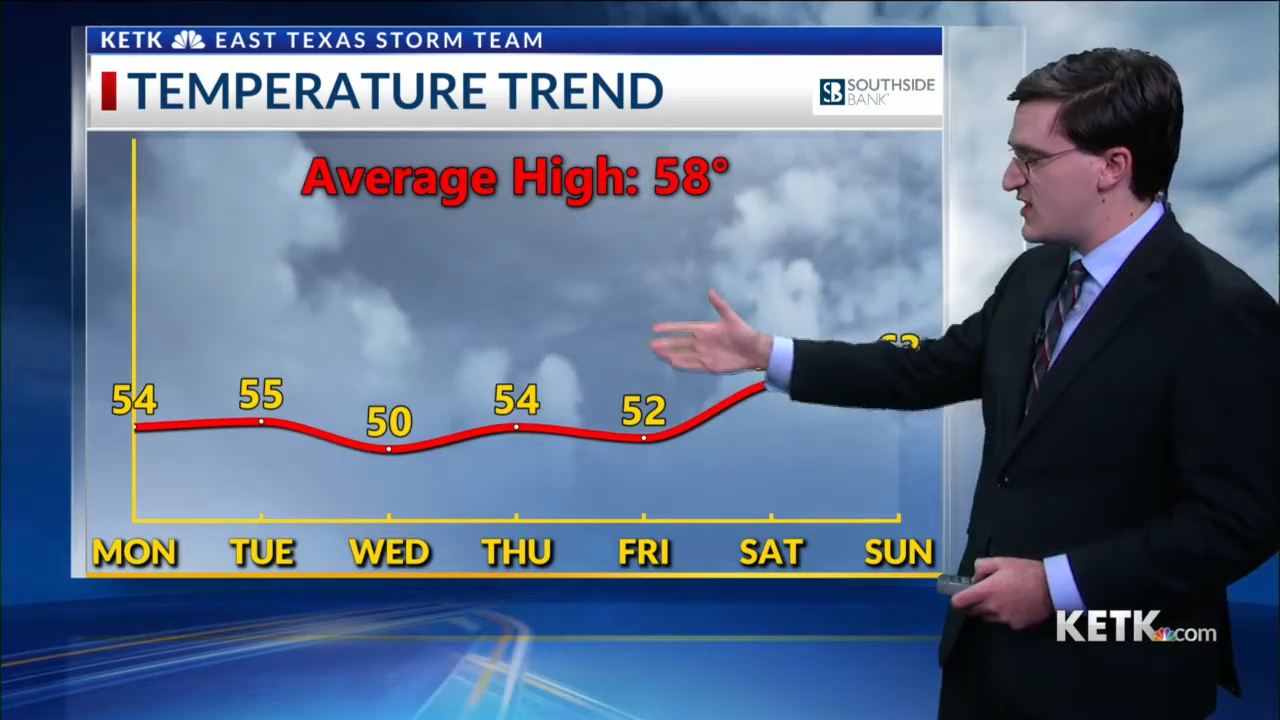 KETK EAST TEXAS STORM TEAM
TEMPERATURE TREND
SB SOUTHSIDE
BANK
Average High: 58°
54 55 50 54 52
MON TUE WED THU FRI SAT SUN
KETK.com